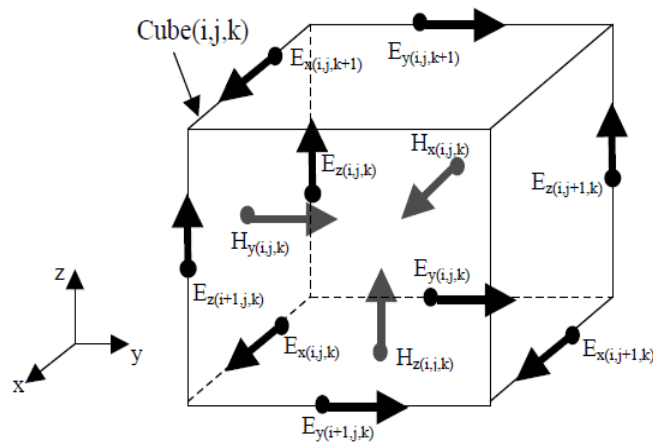 Cube(i,j,k)
Ex(i,j,k+1)
Ey(i,j,k+1)
Hx(i,j,k)
Ez(i,j,k)
Ez(i,j+1,k)
Hy(i,j,k)
z
Ey(i,j,k)
Ez(i+1,j,k)
y
Ex(i,j,k)
Hz(i,j,k)
Ex(i,j+1,k)
x
Ey(i+1,j,k)